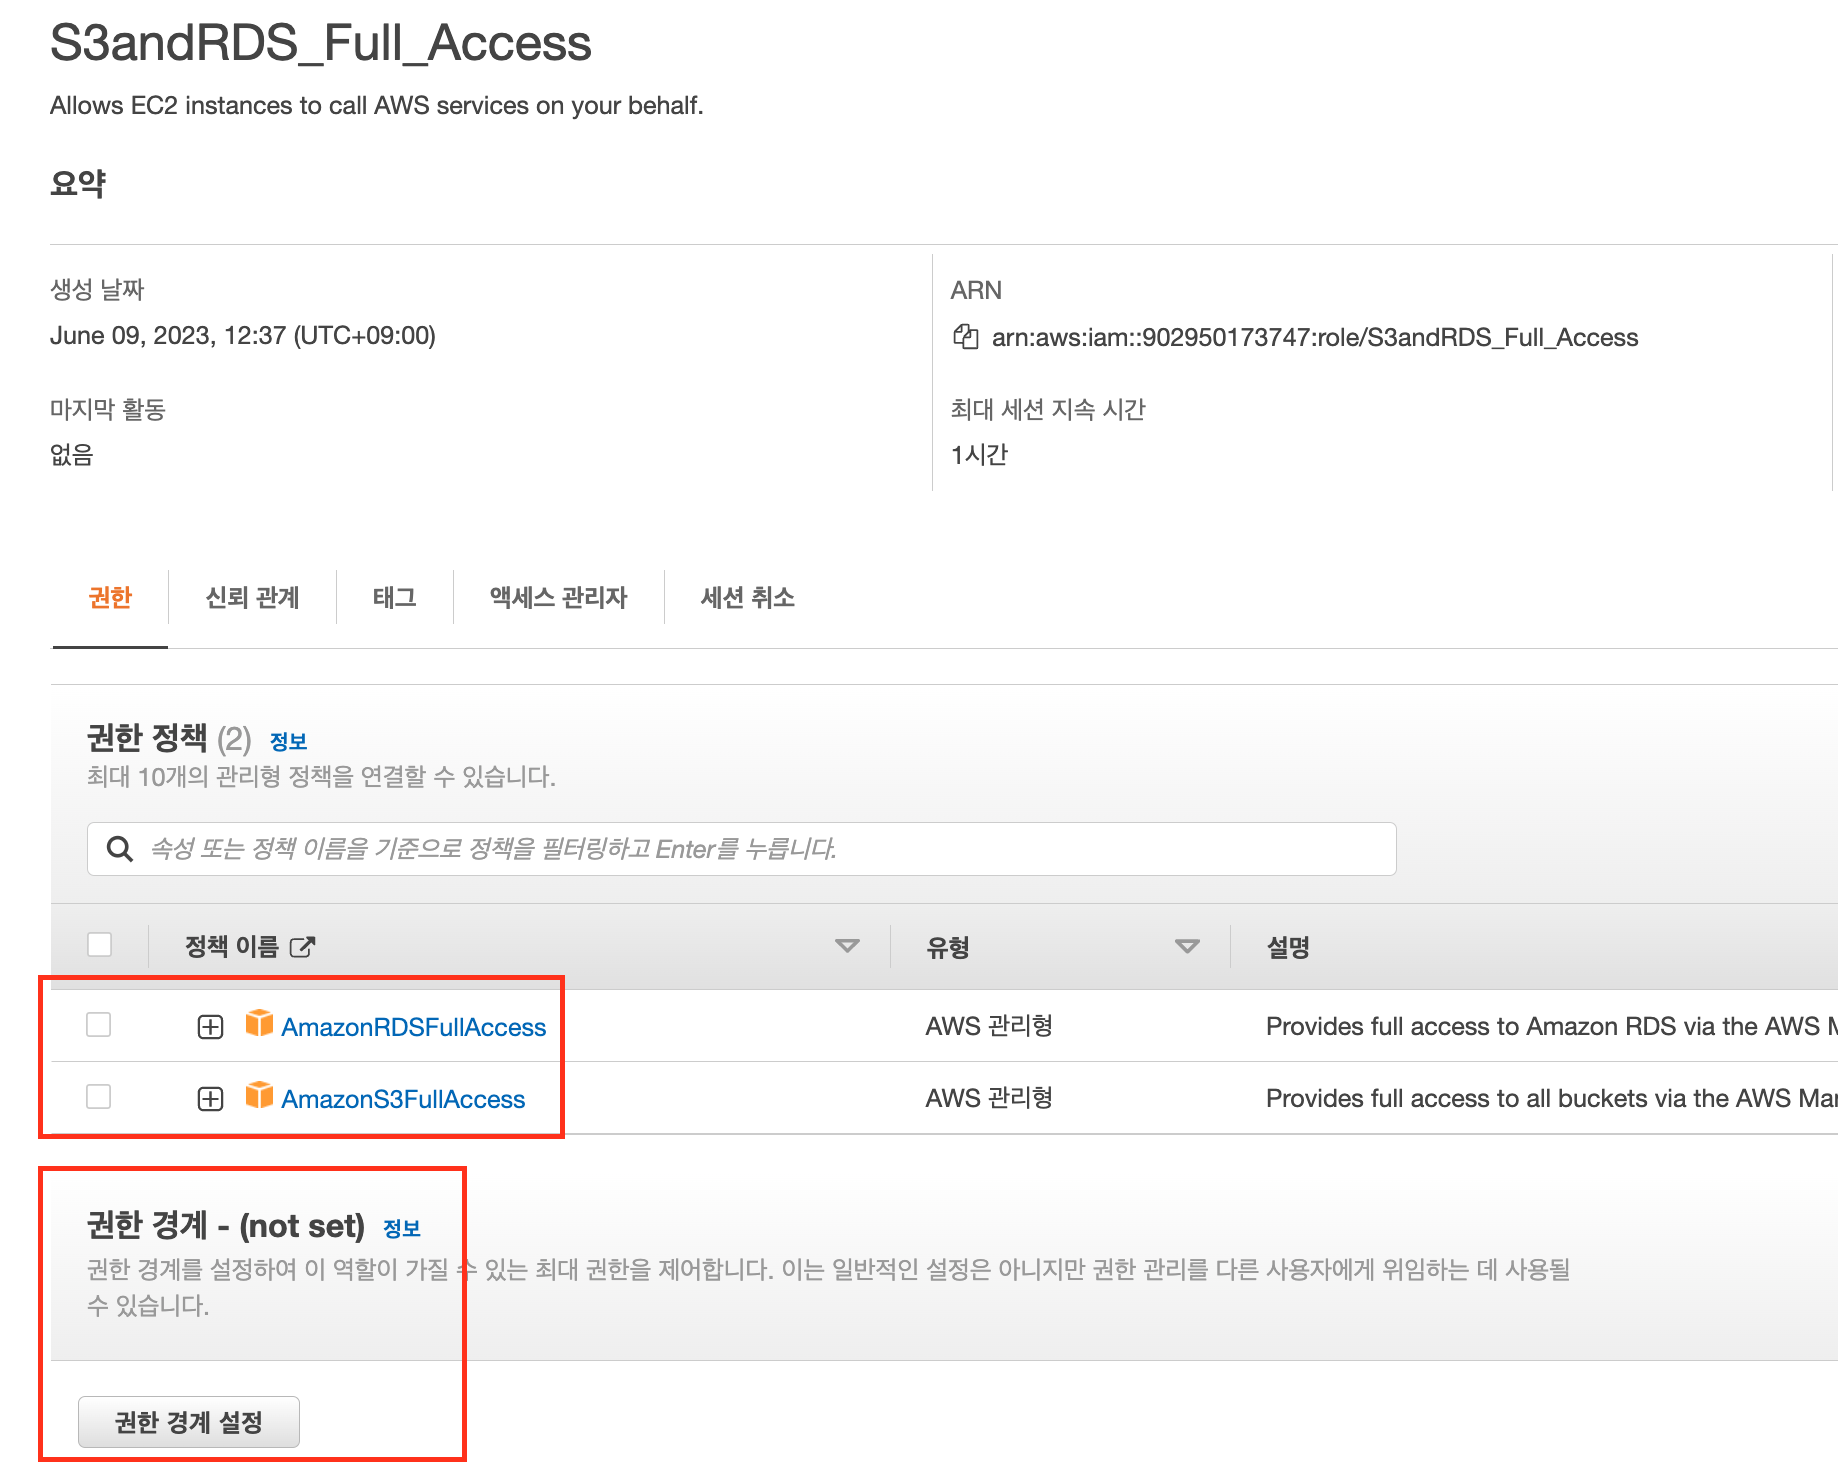 S3andRDS_Full_Access
Allows EC2 instances to call AWS services on your behalf.
요약
생성 날짜
June 09, 2023, 12:37 (UTC+09:00)
ARN
arn:aws:iam::902950173747:role/S3andRDS_Full_Access
마지막 활동
없음
최대 세션 지속 시간
1시간
권한 신뢰 관계 태그 액세스 관리자 세션 취소
권한 정책 (2) 정보
최대 10개의 관리형 정책을 연결할 수 있습니다.
속성 또는 정책 이름을 기준으로 정책을 필터링하고 Enter를 누릅니다.
정책 이름 유형 설명
AmazonRDSFullAccess AWS 관리형 Provides full access to Amazon RDS via the AWS
AmazonS3FullAccess AWS 관리형 Provides full access to all buckets via the AWS
권한 경계 - (not set) 정보
권한 경계를 설정하여 이 역할이 가질 수 있는 최대 권한을 제어합니다. 이는 일반적인 설정은 아니지만 권한 관리를 다른 사용자에게 위임하는 데 사용될
수 있습니다.
권한 경계 설정